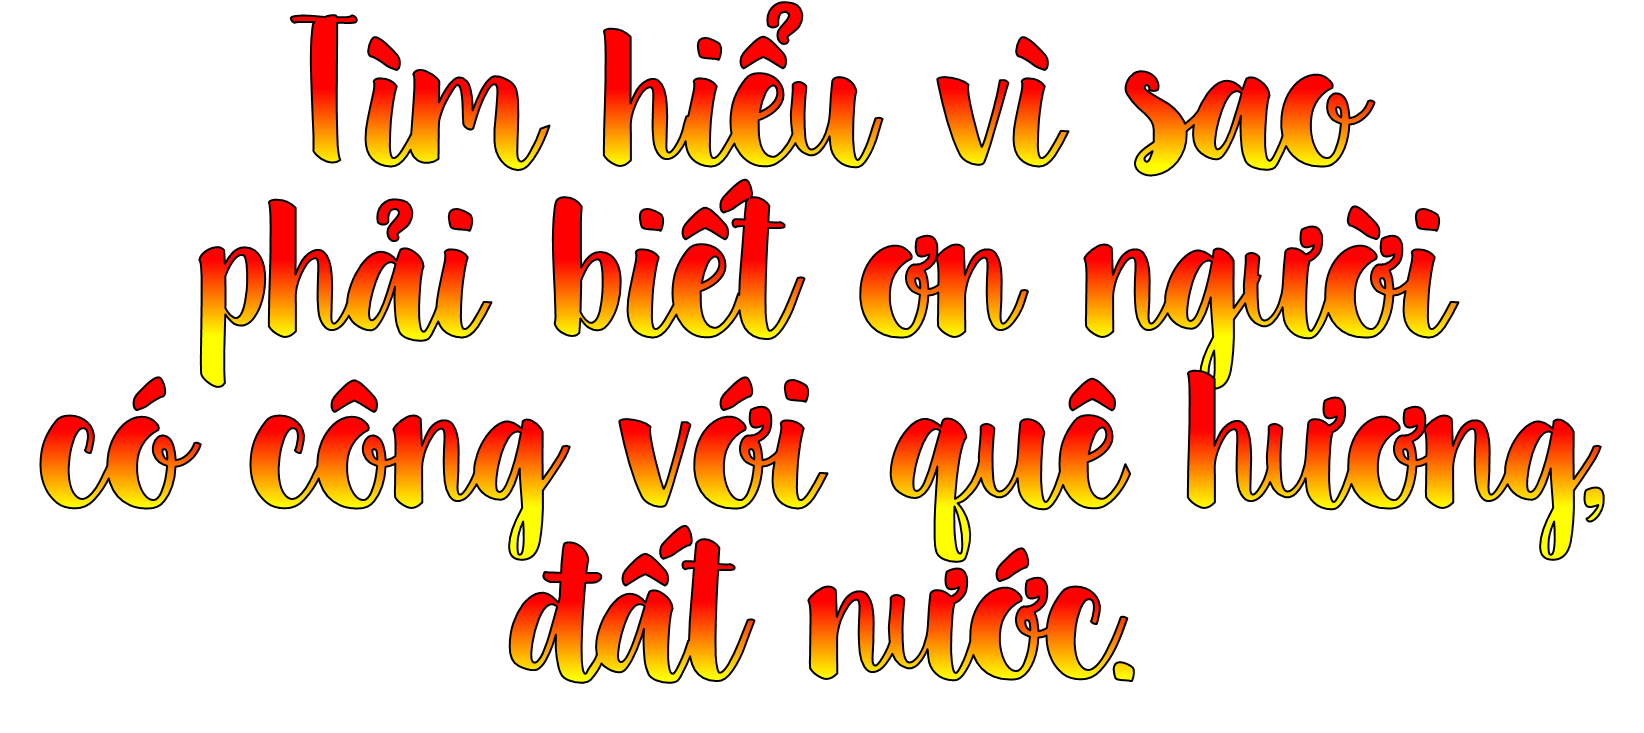 Tìm hiểu vì sao
phải biết ơn người
có công với quê hương,
đất nước.